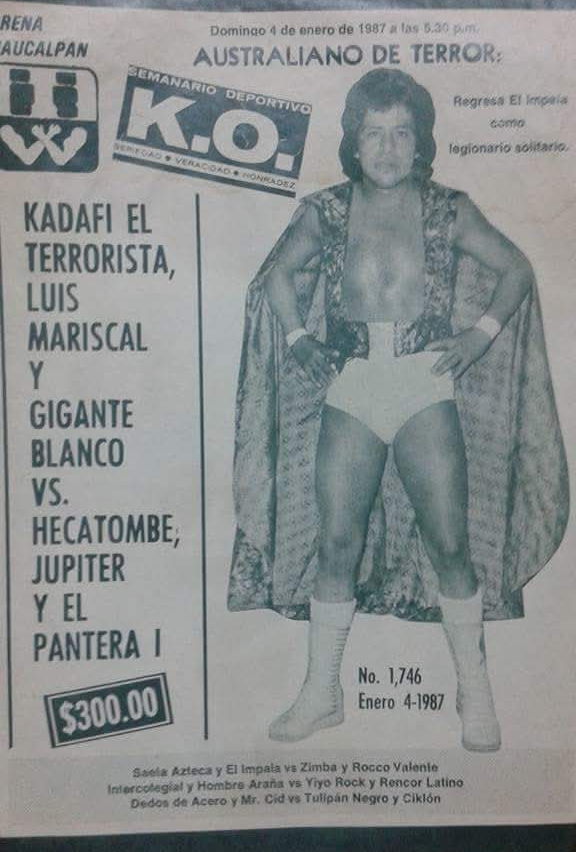 RENA
AUCALPAN
Domingo 4 de enero de 1987 a las 5.30 p.m.
AUSTRALIANO DE TERROR:
SEMANARIO DEPORTIVO
K.O.
SERIEDAD ● VERACIDAD ● HONRADEZ
Regresa El Impala
como
legionario solitario.
KADAFI EL
TERRORISTA,
LUIS
MARISCAL
Y
GIGANTE
BLANCO
VS.
HECATOMBE;
JUPITER
Y EL
PANTERA I
$300.00
No. 1,746
Enero 4-1987
Saeta Azteca y El Impala vs Zimba y Rocco Valente
Intercolegial y Hombre Araña vs Yiyo Rock y Rencor Latino
Dedos de Acero y Mr. Cid vs Tulipán Negro y Ciklón